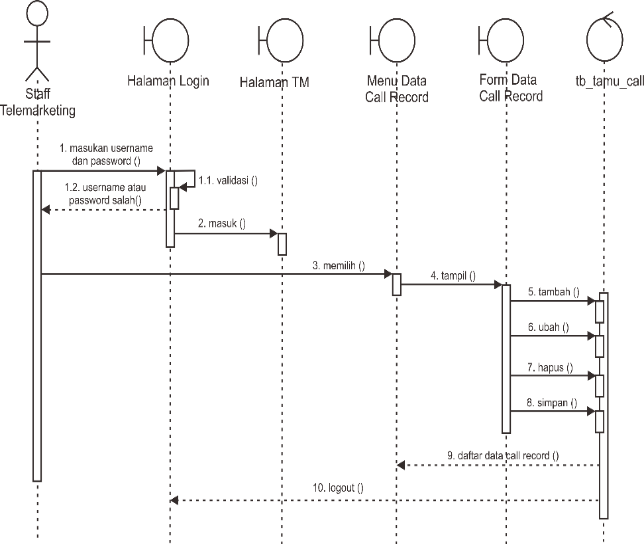 Staff
Telemarketing
Halaman Login
Halaman TM
Menu Data
Call Record
Form Data
Call Record
tb_tamu_call
1. masukan username
dan password ()
1.1. validasi ()
1.2. username atau
password salah()
2. masuk ()
3. memilih ()
4. tampil ()
5. tambah ()
6. ubah ()
7. hapus ()
8. simpan ()
9. daftar data call record ()
10. logout ()